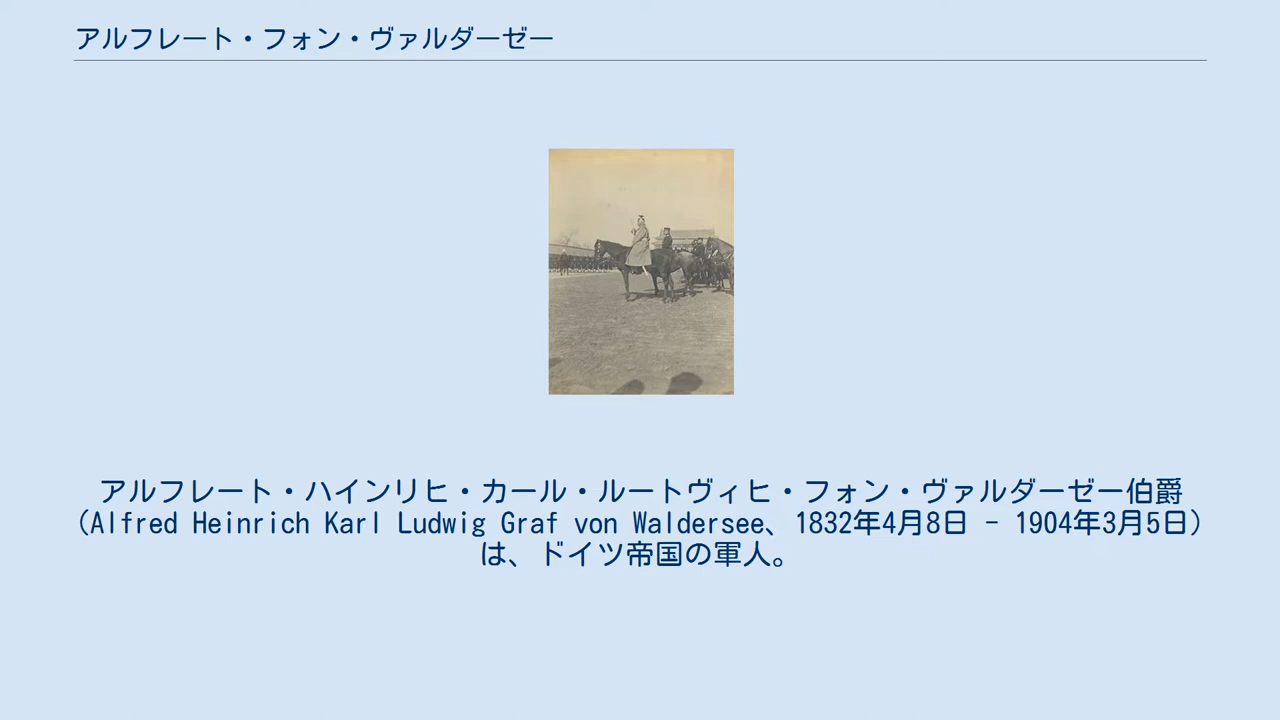 アルフレート・フォン・ヴァルダーゼー
アルフレート・ハインリヒ・カール・ルートヴィヒ・フォン・ヴァルダーゼー伯爵
（Alfred Heinrich Karl Ludwig Graf von Waldersee、1832年4月8日 - 1904年3月5日）
は、ドイツ帝国の軍人。